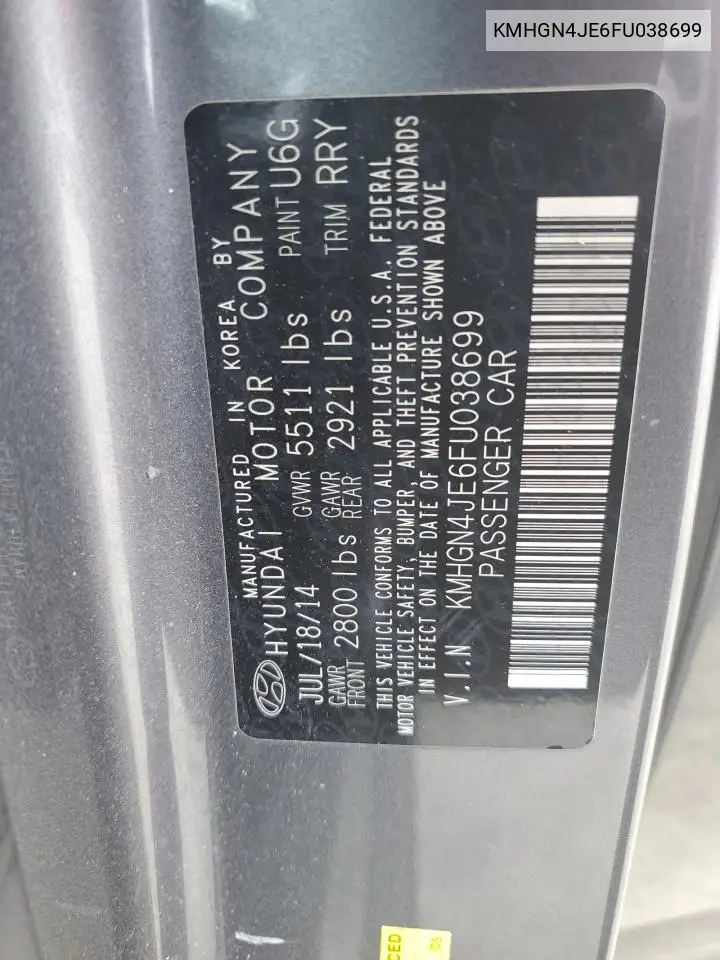 KMHGN4JE6FU038699
MANUFACTURED IN KOREA BY
HYUNDAI MOTOR COMPANY
JUL/18/14 GVWR 5511 lbs PAINT U6G
GAWR FRONT 2800 lbs GAWR REAR 2921 lbs TRIM RRY
THIS VEHICLE CONFORMS TO ALL APPLICABLE U.S.A. FEDERAL
MOTOR VEHICLE SAFETY, BUMPER, AND THEFT PREVENTION STANDARDS
IN EFFECT ON THE DATE OF MANUFACTURE SHOWN ABOVE
V.I.N KMHGN4JE6FU038699
PASSENGER CAR